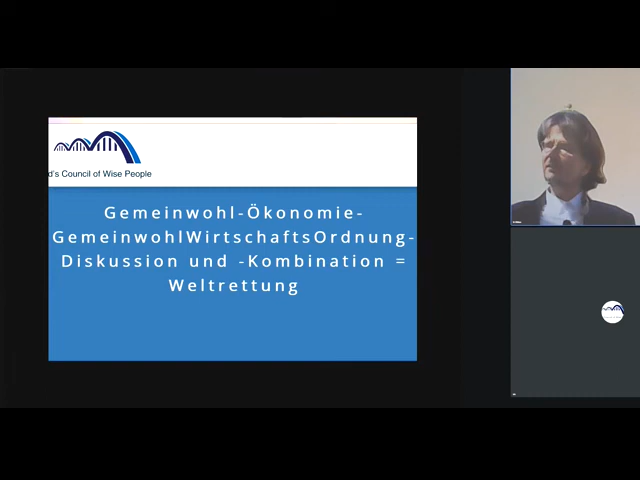 d's Council of Wise People
Gemeinwohl-Ökonomie-
GemeinwohlWirtschaftsOrdnung-
Diskussion und -Kombination =
Weltrettung